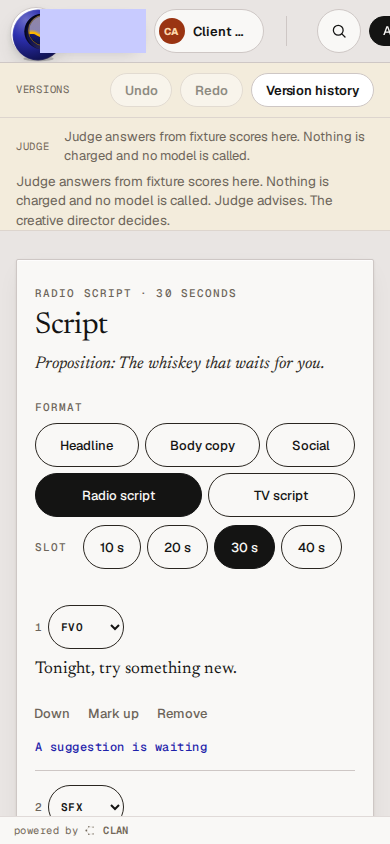 CA Client ...
A
VERSIONS Undo Redo Version history
JUDGE Judge answers from fixture scores here. Nothing is
charged and no model is called.
Judge answers from fixture scores here. Nothing is
charged and no model is called. Judge advises. The
creative director decides.
RADIO SCRIPT · 30 SECONDS
Script
Proposition: The whiskey that waits for you.
FORMAT
Headline Body copy Social
Radio script TV script
SLOT 10 s 20 s 30 s 40 s
1 FVO
Tonight, try something new.
Down Mark up Remove
A suggestion is waiting
2 SFX
powered by CLAN